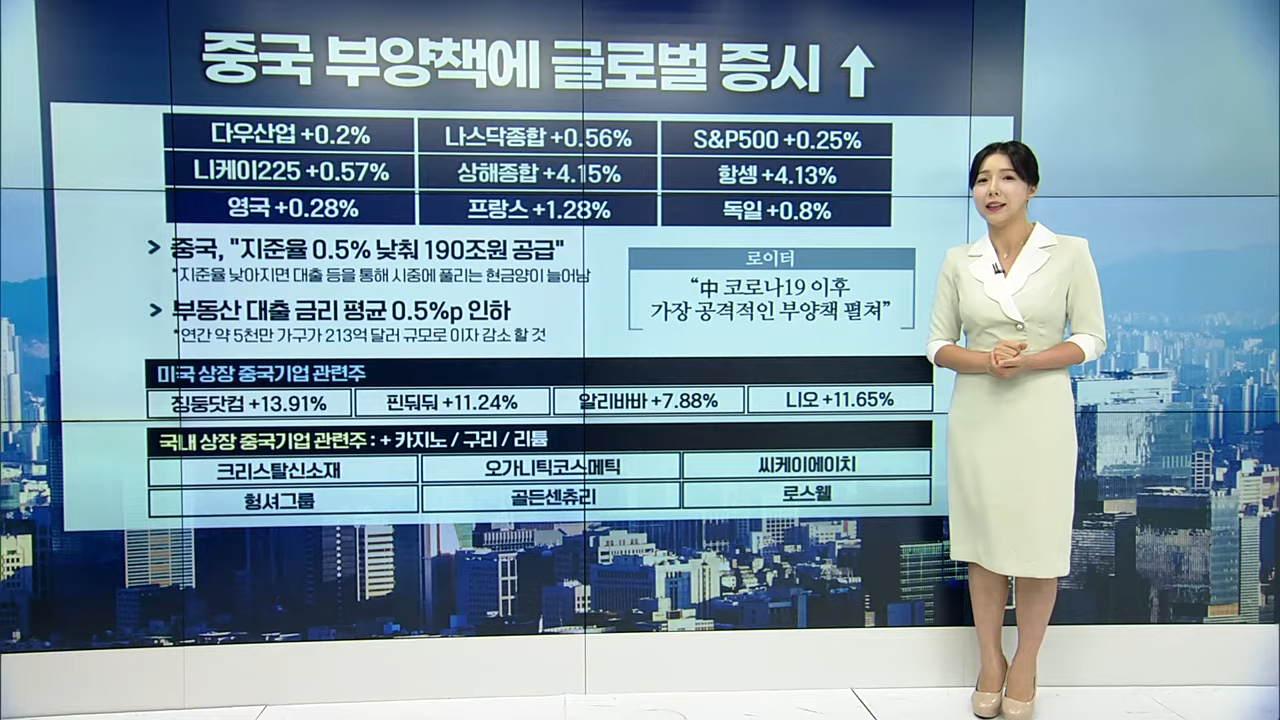 중국 부양책에 글로벌 증시 ↑
다우산업 +0.2% 나스닥종합 +0.56% S&P500 +0.25%
니케이225 +0.57% 상해종합 +4.15% 항셍 +4.13%
영국 +0.28% 프랑스 +1.28% 독일 +0.8%
> 중국, "지준율 0.5% 낮춰 190조원 공급"
*지준율 낮아지면 대출 등을 통해 시중에 풀리는 현금양이 늘어남
> 부동산 대출 금리 평균 0.5%p 인하
*연간 약 5천만 가구가 213억 달러 규모로 이자 감소 할 것
로이터
“中 코로나19 이후
가장 공격적인 부양책 펼쳐”
미국 상장 중국기업 관련주
징둥닷컴 +13.91% 핀둬둬 +11.24% 알리바바 +7.88% 니오 +11.65%
국내 상장 중국기업 관련주 : + 카지노 / 구리 / 리튬
크리스탈신소재 오가니틱코스메틱 씨케이에이치
헝셔그룹 골든센츄리 로스웰